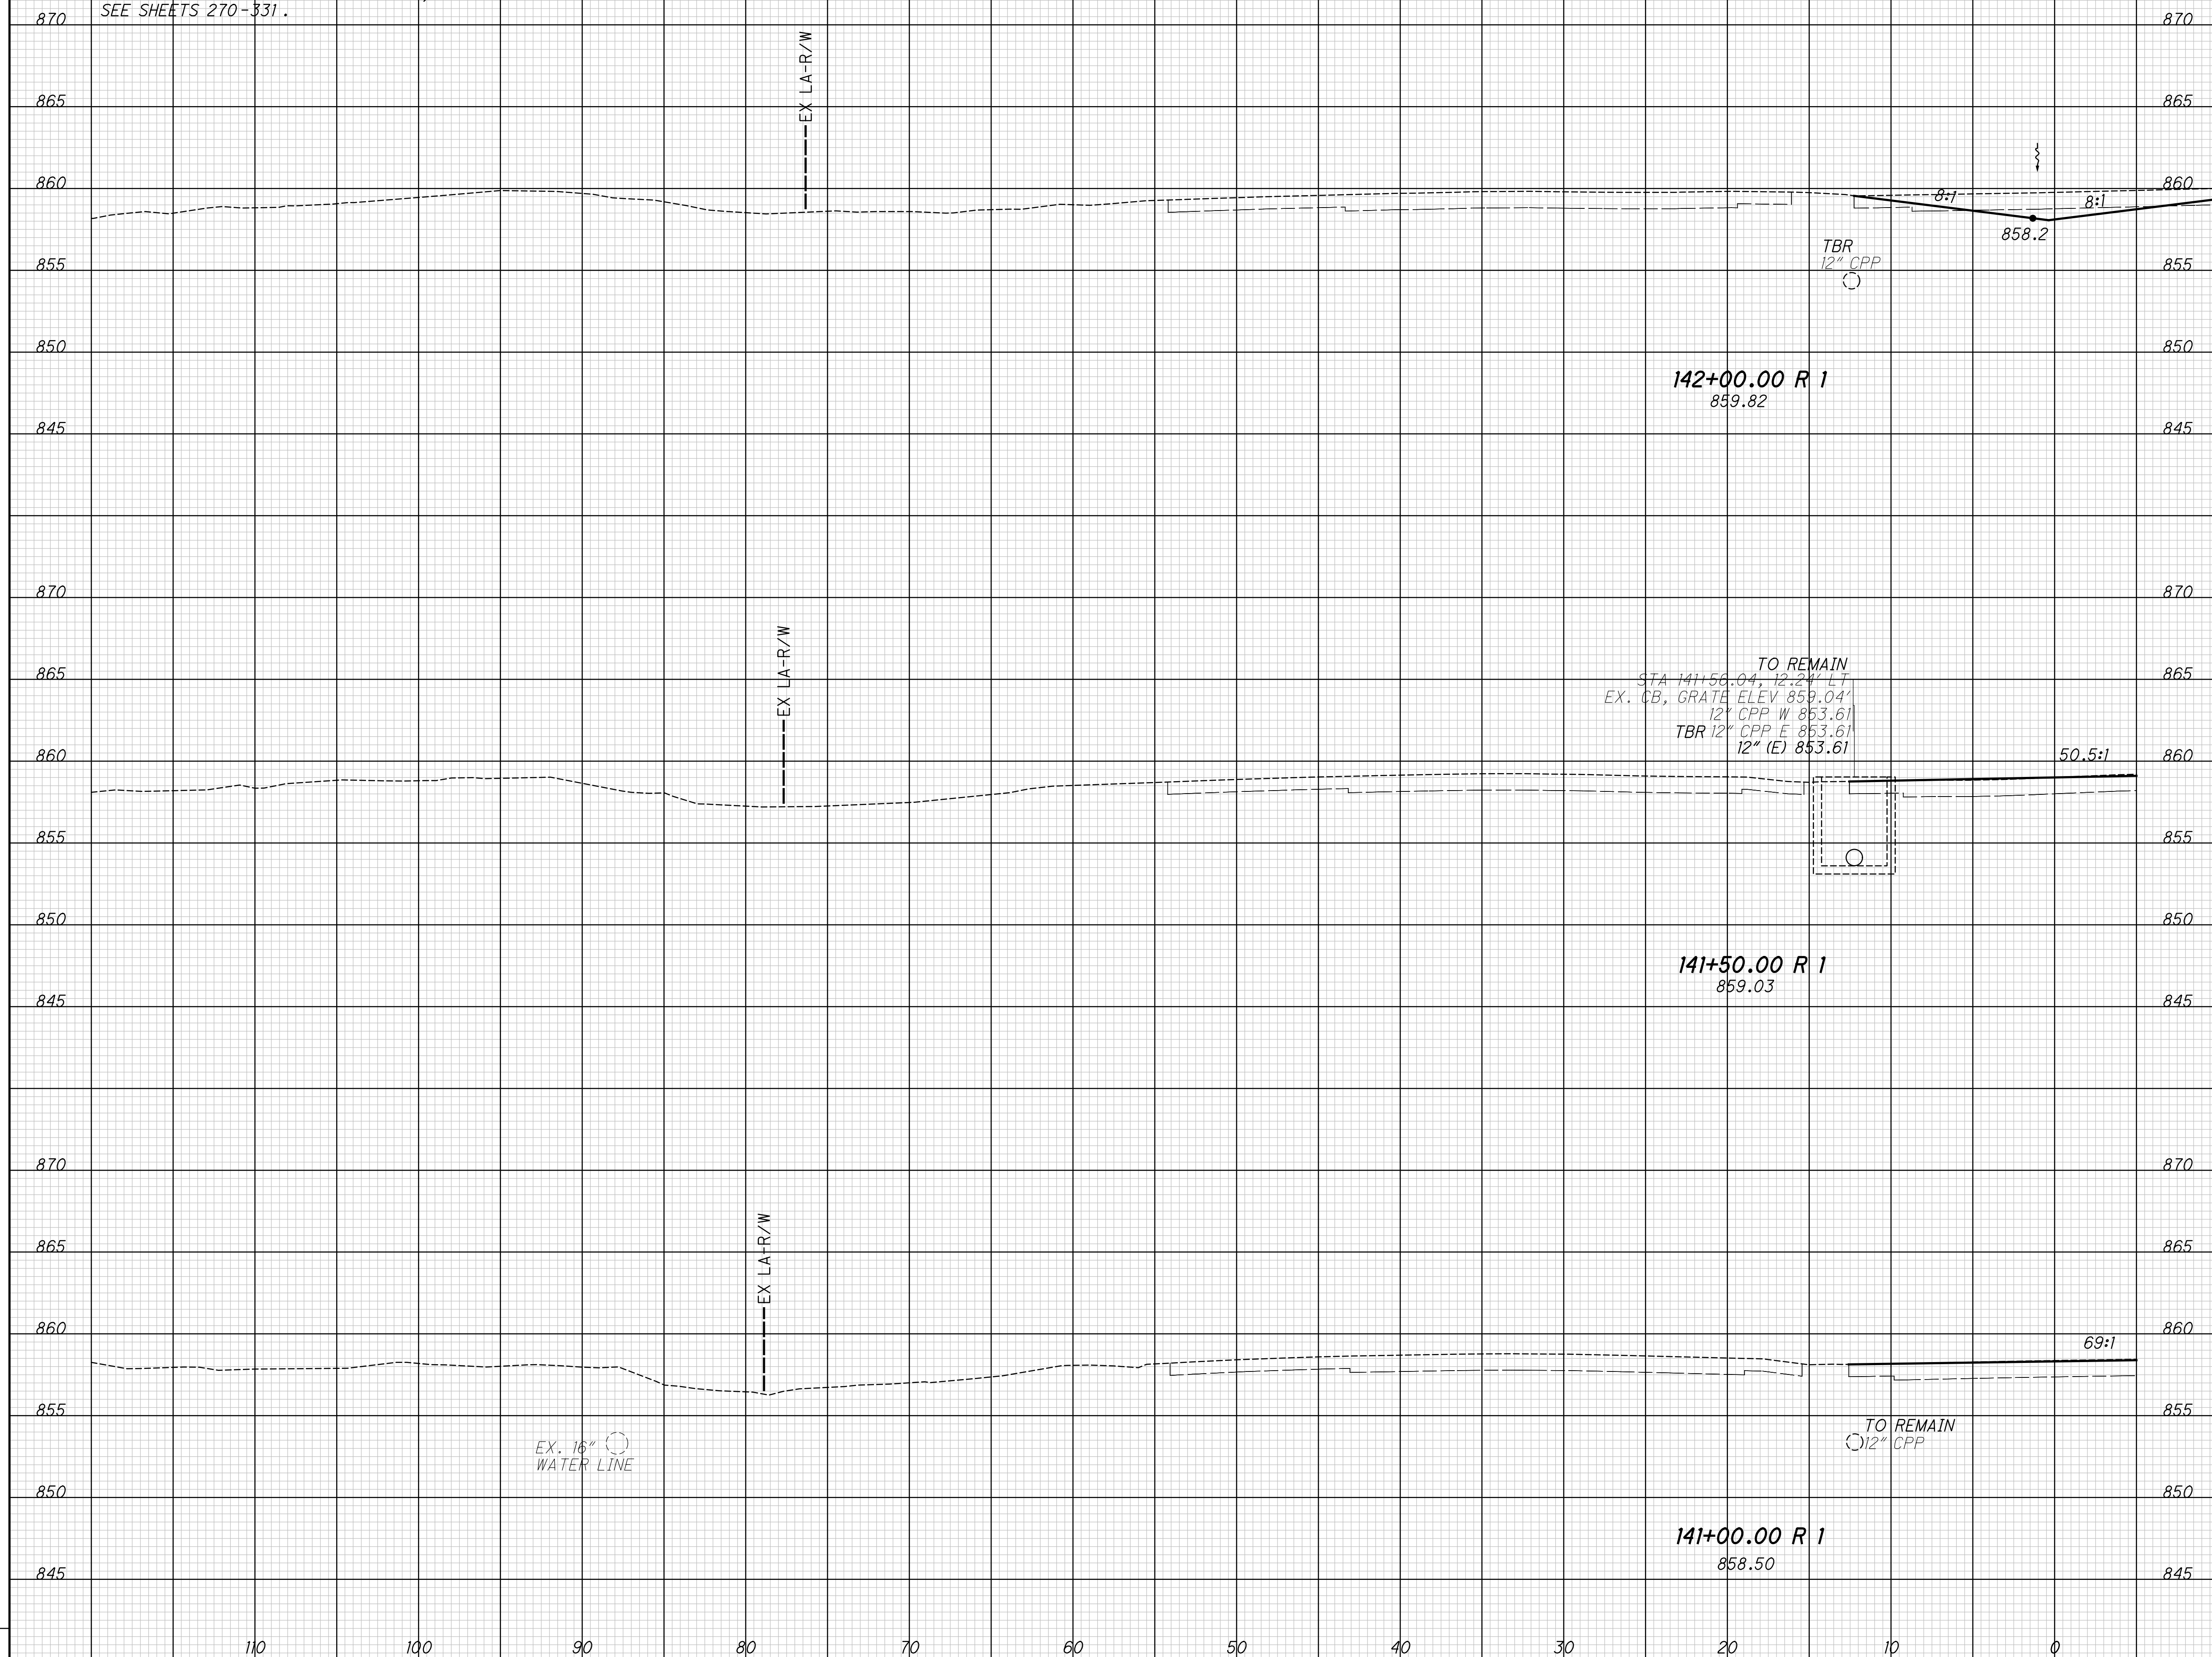 SEE SHEETS 270-331.
870
870
EX LA-R/W
865
865
860
860
8:1
8:1
858.2
TBR
12" CPP
855
855
850
850
142+00.00 R 1
859.82
845
845
870
870
EX LA-R/W
TO REMAIN
865
865
STA 141+56.04, 12.24' LT
EX. CB, GRATE ELEV 859.04'
12" CPP W 853.61
TBR 12" CPP E 853.61
12" (E) 853.61
50.5:1
860
860
855
855
850
850
141+50.00 R 1
859.03
845
845
870
870
EX LA-R/W
865
865
860
860
69:1
855
855
TO REMAIN
12" CPP
EX. 16"
WATER LINE
850
850
141+00.00 R 1
858.50
845
845
110 100 90 80 70 60 50 40 30 20 10 0